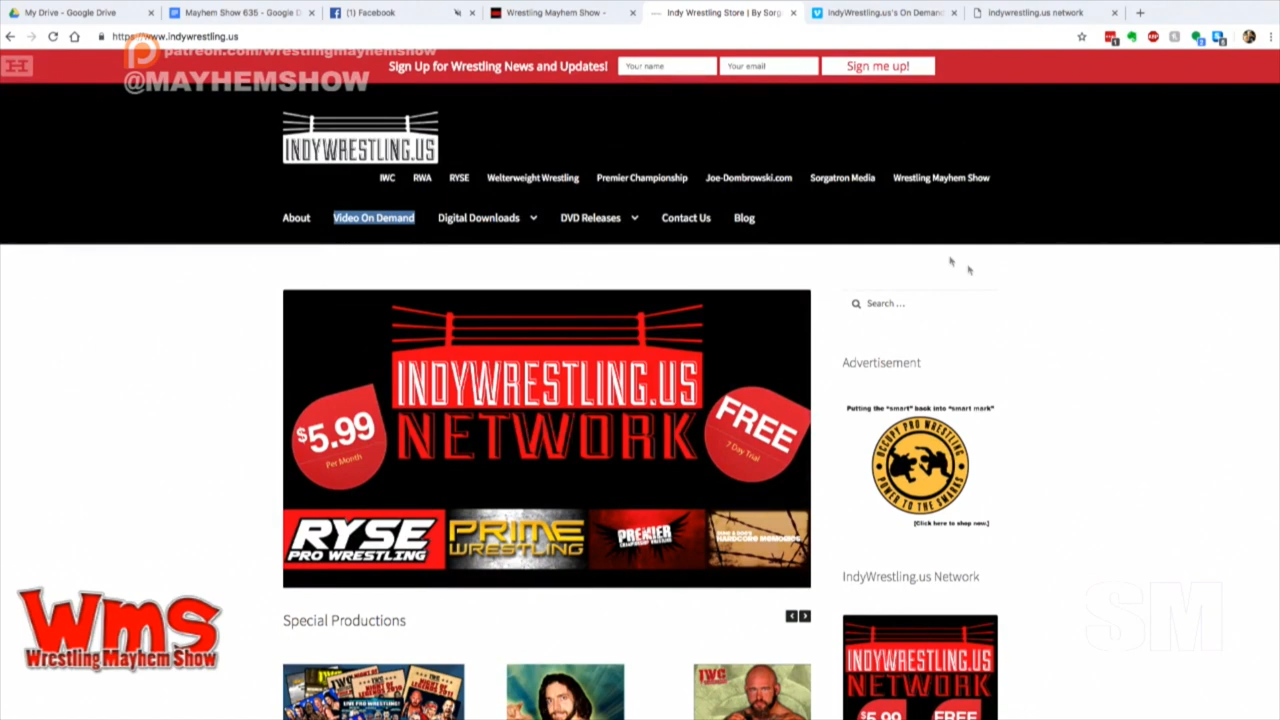 My Drive - Google Drive
Mayhem Show 635 - Google D
(1) Facebook
Wrestling Mayhem Show -
Indy Wrestling Store | By Sorg
IndyWrestling.us's On Demand
indywrestling.us network
https://www.indywrestling.us
patreon.com/wrestlingmayhemshow
@MAYHEMSHOW
Sign Up for Wrestling News and Updates!
Your name
Your email
Sign me up!
INDYWRESTLING.US
IWC
RWA
RYSE
Welterweight Wrestling
Premier Championship
Joe-Dombrowski.com
Sorgatron Media
Wrestling Mayhem Show
About
Video On Demand
Digital Downloads
DVD Releases
Contact Us
Blog
Search ...
INDYWRESTLING.US
NETWORK
$5.99
Per Month
FREE
7 Day Trial
RYSE
PRO WRESTLING
PRIME
WRESTLING
PREMIER
HARDCORE MEMORIES
Advertisement
Putting the "smart" back into "smart mark"
OCCUPY PRO WRESTLING
POWER TO THE SMARKS
[Click here to shop now.]
IndyWrestling.us Network
INDYWRESTLING.US
NETWORK
$5.99
FREE
Special Productions
IWC
WMS
Wrestling Mayhem Show
SM